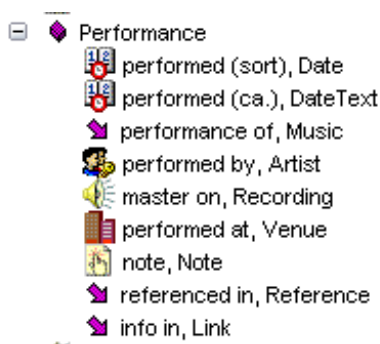 Performance
performed (sort), Date
performed (ca.), DateText
performance of, Music
performed by, Artist
master on, Recording
performed at, Venue
note, Note
referenced in, Reference
info in, Link